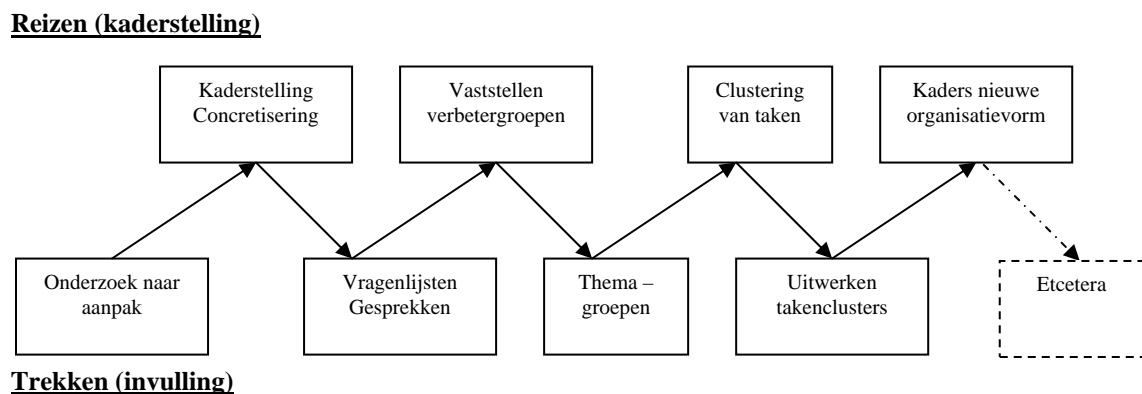 Reizen (kaderstelling)
Kaderstelling
Concretisering
Vaststellen
verbetergroepen
Clustering
van taken
Kaders nieuwe
organisatievorm
Onderzoek naar
aanpak
Vragenlijsten
Gesprekken
Thema –
groepen
Uitwerken
takenclusters
Etcetera
Trekken (invulling)